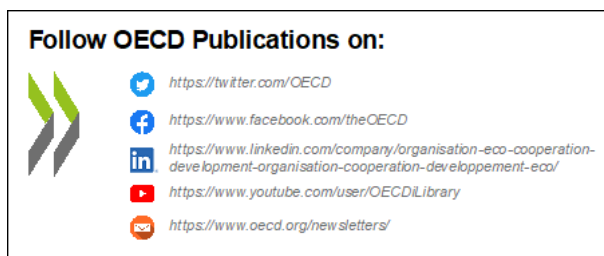 Follow OECD Publications on:
https://twitter.com/OECD
https://www.facebook.com/theOECD
https://www.linkedin.com/company/organisation-eco-cooperation-
development-organisation-cooperation-developpement-eco/
https://www.youtube.com/user/OECDiLibrary
https://www.oecd.org/newsletters/